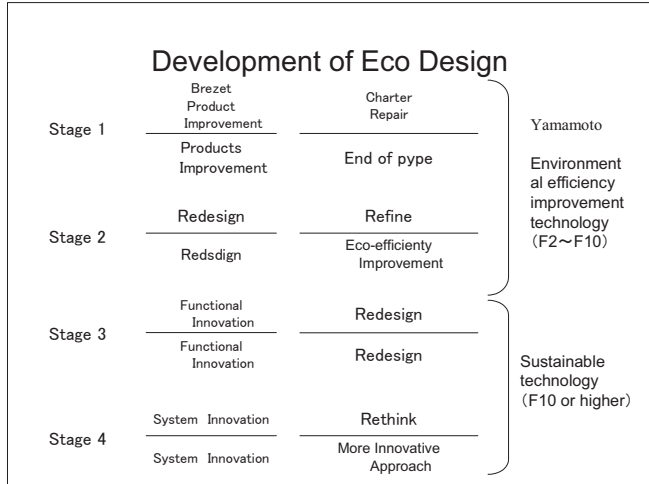 Development of Eco Design
Stage 1
Brezet
Product
Improvement
Charter
Repair
Products
Improvement
End of pype
Stage 2
Redesign
Refine
Redsdign
Eco-efficienty
Improvement
Stage 3
Functional
Innovation
Redesign
Functional
Innovation
Redesign
Stage 4
System Innovation
Rethink
System Innovation
More Innovative
Approach
Yamamoto
Environment
al efficiency
improvement
technology
(F2～F10)
Sustainable
technology
(F10 or higher)